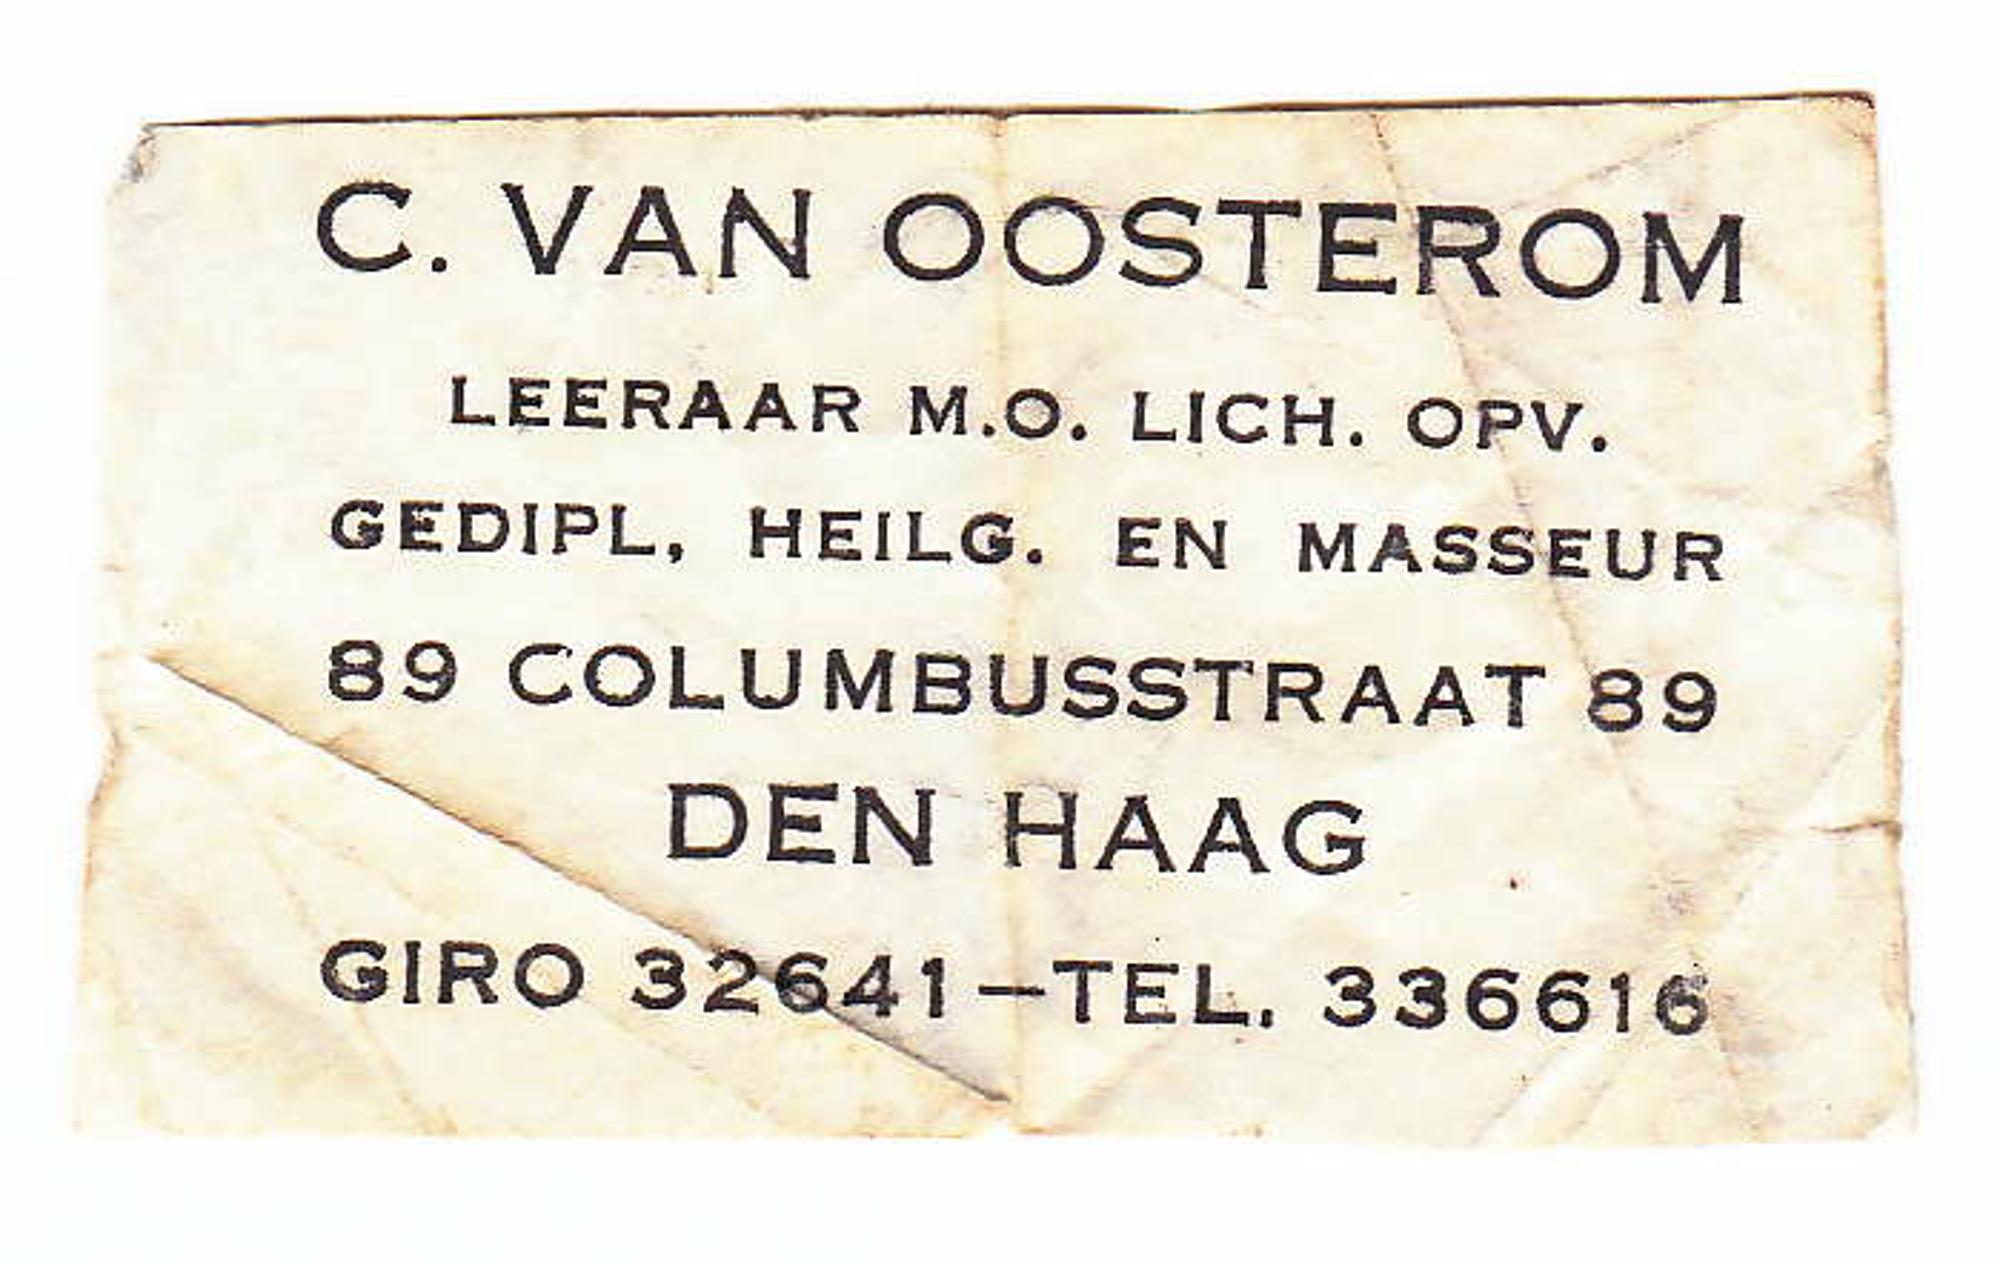 C. VAN OOSTEROM
LEERAAR M.O. LICH. OPV.
GEDIPL, HEILG. EN MASSEUR
89 COLUMBUSSTRAAT 89
DEN HAAG
GIRO 32641–TEL. 336616